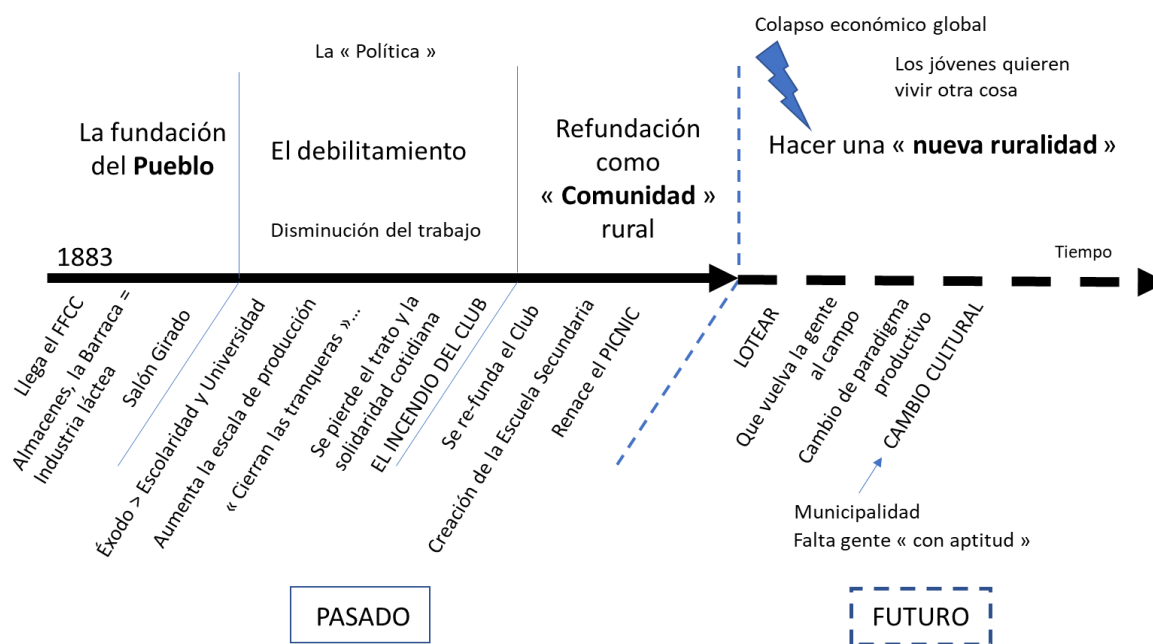 Colapso económico global
La « Política »
Los jóvenes quieren
vivir otra cosa
La fundación
del Pueblo
El debilitamiento
Refundación
como
« Comunidad »
rural
Hacer una « nueva ruralidad »
Disminución del trabajo
1883
Tiempo
Llega el FFCC
Almacenes, la Barraca =
Industria láctea
Salón Girado
Éxodo > Escolaridad y Universidad
Aumenta la escala de producción
« Cierran las tranqueras »...
Se pierde el trato y la
solidaridad cotidiana
EL INCENDIO DEL CLUB
Se re-funda el Club
Creación de la Escuela Secundaria
Renace el PICNIC
LOTEAR
Que vuelva la gente
al campo
Cambio de paradigma
productivo
CAMBIO CULTURAL
Municipalidad
Falta gente « con aptitud »
PASADO
FUTURO